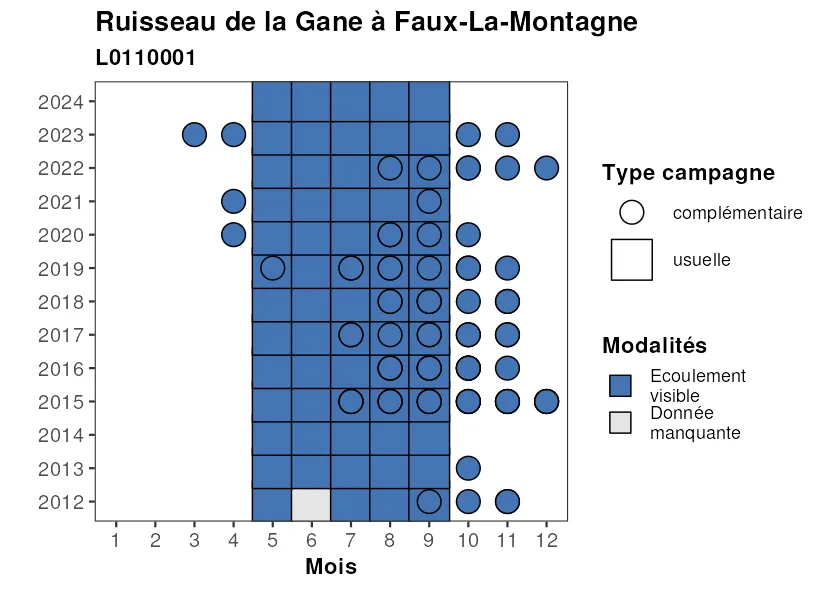 Ruisseau de la Gane à Faux-La-Montagne
L0110001
2024
2023
2022
2021
2020
2019
2018
2017
2016
2015
2014
2013
2012
1 2 3 4 5 6 7 8 9 10 11 12
Mois
Type campagne
complémentaire
usuelle
Modalités
Ecoulement
visible
Donnée
manquante